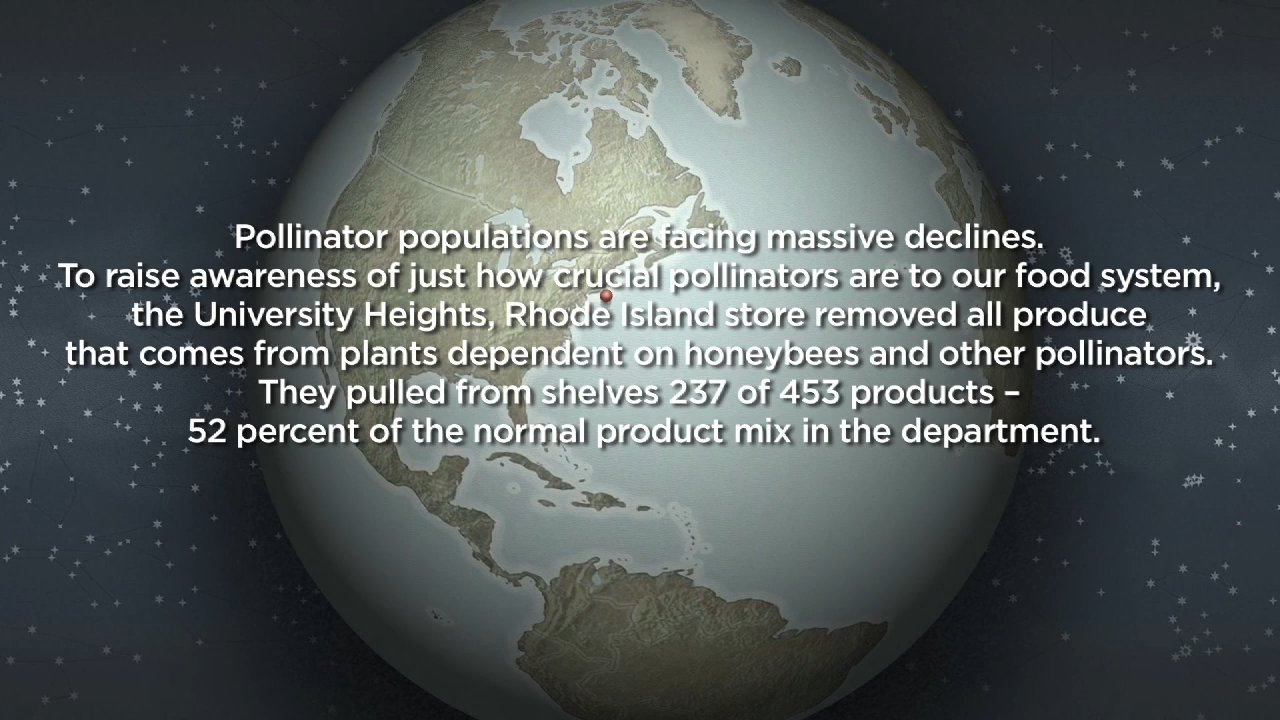 Pollinator populations are facing massive declines.
To raise awareness of just how crucial pollinators are to our food system,
the University Heights, Rhode Island store removed all produce
that comes from plants dependent on honeybees and other pollinators.
They pulled from shelves 237 of 453 products –
52 percent of the normal product mix in the department.